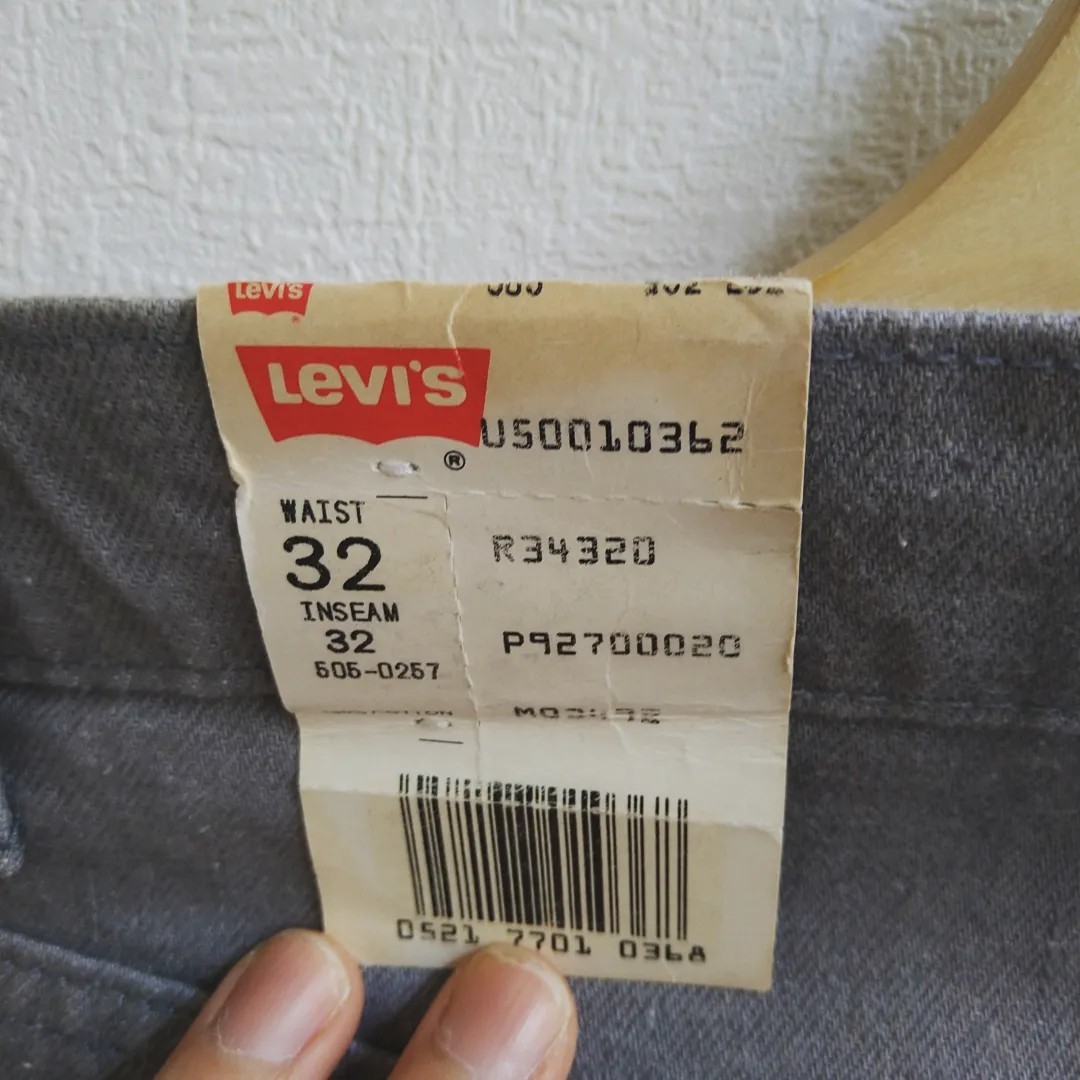 Levi's
Levi's
U50010362
®
WAIST
32
R34320
INSEAM
32
P92700020
505-0257
0521 7701 0368